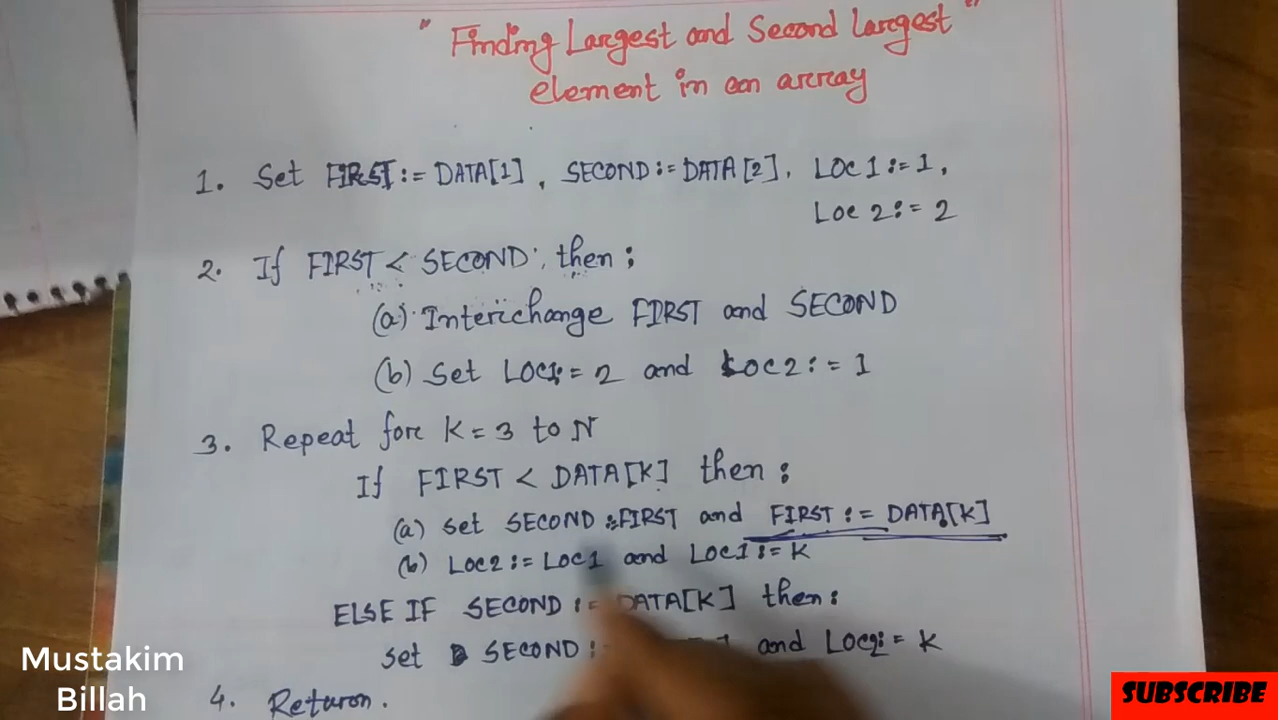 " Finding Largest and Second largest "
element in an array
1. Set FIRST := DATA[1], SECOND := DATA[2]. LOC1 := 1,
LOC 2 := 2
2. If FIRST < SECOND, then ;
(a) Interchange FIRST and SECOND
(b) Set LOC1 := 2 and LOC2 := 1
3. Repeat for K = 3 to N
If FIRST < DATA[K] then :
(a) Set SECOND := FIRST and FIRST := DATA[K]
(b) LOC2 := LOC1 and LOC1 := K
ELSE IF SECOND := DATA[K] then :
set SECOND : and LOC2 := K
4. Return.
Mustakim
Billah
SUBSCRIBE